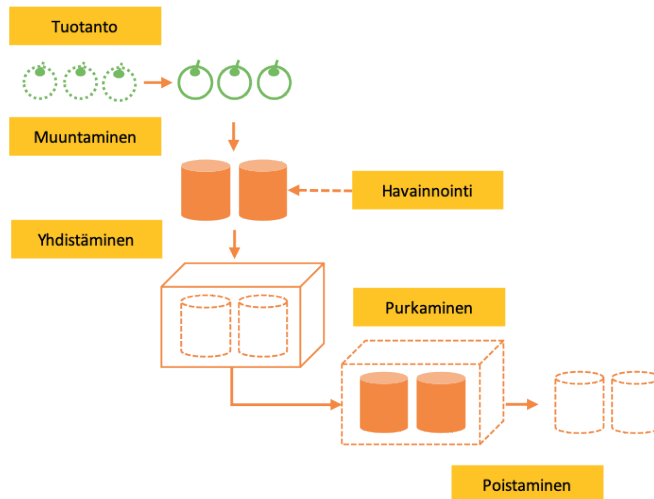 Tuotanto
Muuntaminen
Havainnointi
Yhdistäminen
Purkaminen
Poistaminen